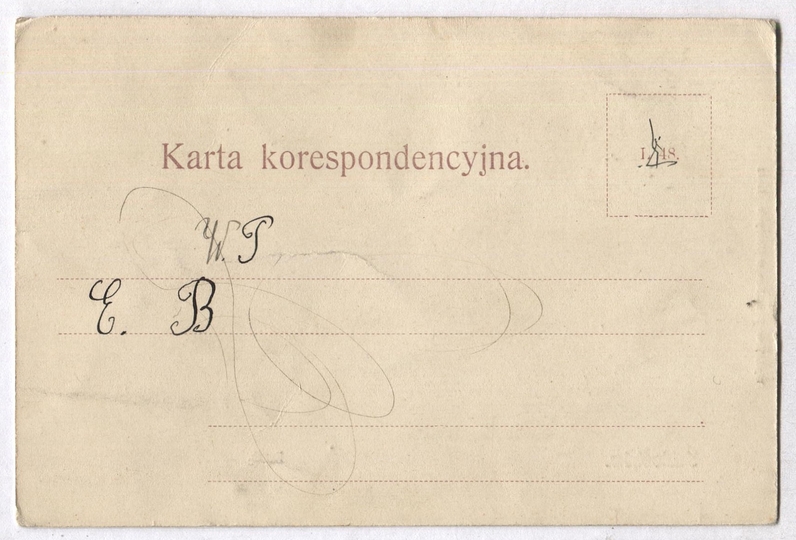 Karta korespondencyjna.
W. P
E. B